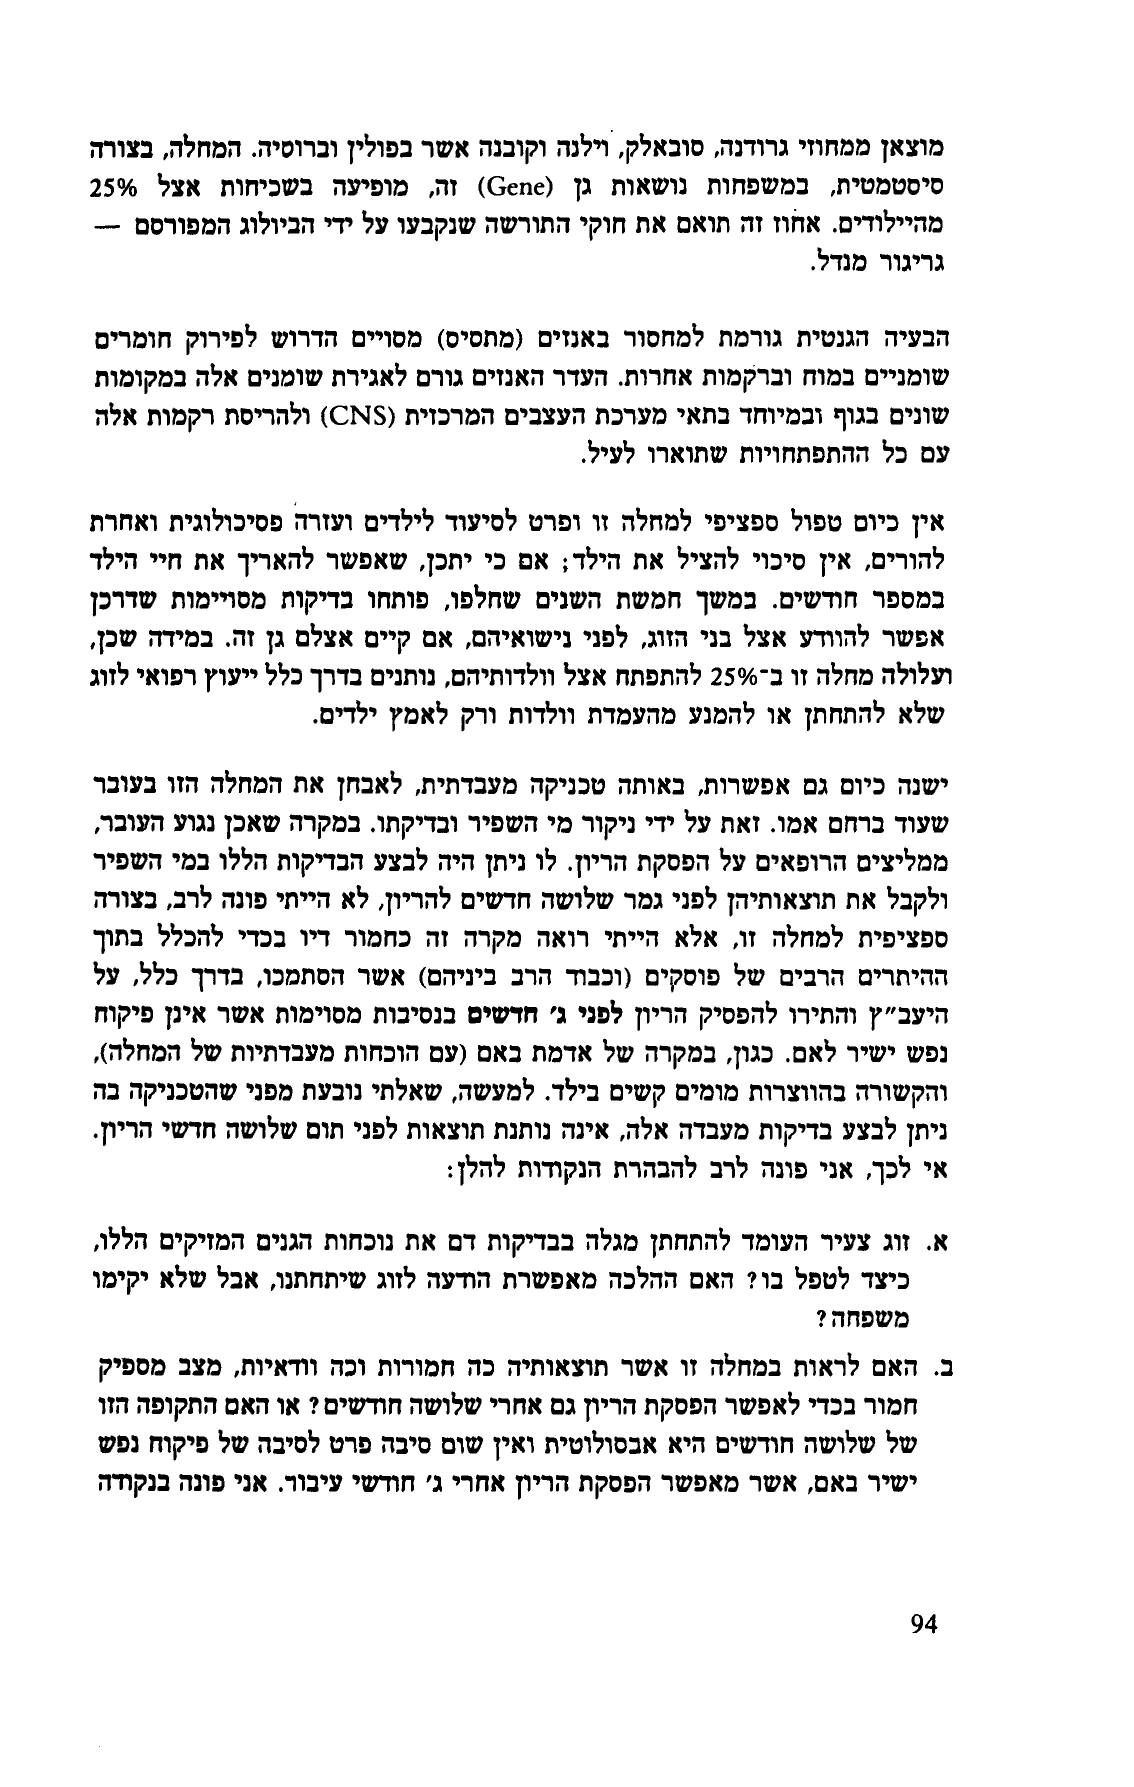 מוצאן ממחוזי גרודנה, סובאלק, וילנה וקובנה אשר בפולין וברוסיה. המחלה, בצורה
סיסטמטית, במשפחות נושאות גן (Gene) זה, מופיעה בשכיחות אצל 25%
מהיילודים. אחוז זה תואם את חוקי התורשה שנקבעו על ידי הביולוג המפורסם —
גריגור מנדל.
הבעיה הגנטית גורמת למחסור באנזים (מתסיס) מסויים הדרוש לפירוק חומרים
שומניים במוח וברקמות אחרות. העדר האנזים גורם לאגירת שומנים אלה במקומות
שונים בגוף ובמיוחד בתאי מערכת העצבים המרכזית (CNS) ולהריסת רקמות אלה
עם כל ההתפתחויות שתוארו לעיל.
אין כיום טפול ספציפי למחלה זו ופרט לסיעוד לילדים ועזרה פסיכולוגית ואחרת
להורים, אין סיכוי להציל את הילד; אם כי יתכן, שאפשר להאריך את חיי הילד
במספר חודשים. במשך חמשת השנים שחלפו, פותחו בדיקות מסויימות שדרכן
אפשר להוודע אצל בני הזוג, לפני נישואיהם, אם קיים אצלם גן זה. במידה שכן,
ועלולה מחלה זו ב־25% להתפתח אצל וולדותיהם, נותנים בדרך כלל ייעוץ רפואי לזוג
שלא להתחתן או להמנע מהעמדת וולדות ורק לאמץ ילדים.
ישנה כיום גם אפשרות, באותה טכניקה מעבדתית, לאבחן את המחלה הזו בעובר
שעוד ברחם אמו. זאת על ידי ניקור מי השפיר ובדיקתו. במקרה שאכן נגוע העובר,
ממליצים הרופאים על הפסקת הריון. לו ניתן היה לבצע הבדיקות הללו במי השפיר
ולקבל את תוצאותיהן לפני גמר שלושה חדשים להריון, לא הייתי פונה לרב, בצורה
ספציפית למחלה זו, אלא הייתי רואה מקרה זה כחמור דיו בכדי להכלל בתוך
ההיתרים הרבים של פוסקים (וכבוד הרב ביניהם) אשר הסתמכו, בדרך כלל, על
היעב״ץ והתירו להפסיק הריון לפני ג׳ חדשים בנסיבות מסוימות אשר אינן פיקוח
נפש ישיר לאם. כגון, במקרה של אדמת באם (עם הוכחות מעבדתיות של המחלה),
והקשורה בהווצרות מומים קשים בילד. למעשה, שאלתי נובעת מפני שהטכניקה בה
ניתן לבצע בדיקות מעבדה אלה, אינה נותנת תוצאות לפני תום שלושה חדשי הריון.
אי לכך, אני פונה לרב להבהרת הנקודות להלן:
א. זוג צעיר העומד להתחתן מגלה בבדיקות דם את נוכחות הגנים המזיקים הללו,
כיצד לטפל בו? האם ההלכה מאפשרת הודעה לזוג שיתחתנו, אבל שלא יקימו
משפחה?
ב. האם לראות במחלה זו אשר תוצאותיה כה חמורות וכה וודאיות, מצב מספיק
חמור בכדי לאפשר הפסקת הריון גם אחרי שלושה חודשים? או האם התקופה הזו
של שלושה חודשים היא אבסולוטית ואין שום סיבה פרט לסיבה של פיקוח נפש
ישיר באם, אשר מאפשר הפסקת הריון אחרי ג׳ חודשי עיבור. אני פונה בנקודה
94